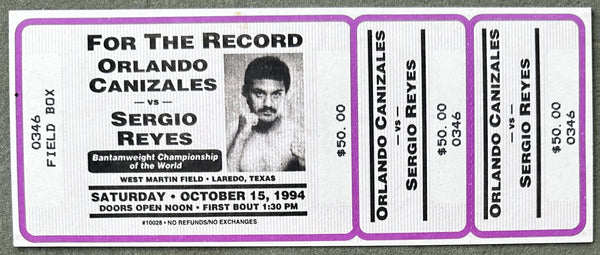 0346
FIELD BOX
FOR THE RECORD
ORLANDO
CANIZALES
— VS —
SERGIO
REYES
Bantamweight Championship
of the World
WEST MARTIN FIELD • LAREDO, TEXAS
SATURDAY • OCTOBER 15, 1994
DOORS OPEN NOON • FIRST BOUT 1:30 PM
#10028 • NO REFUNDS/NO EXCHANGES
$50.00
ORLANDO CANIZALES
— VS —
SERGIO REYES
$50.00
0346
ORLANDO CANIZALES
— VS —
SERGIO REYES
$50.00
0346